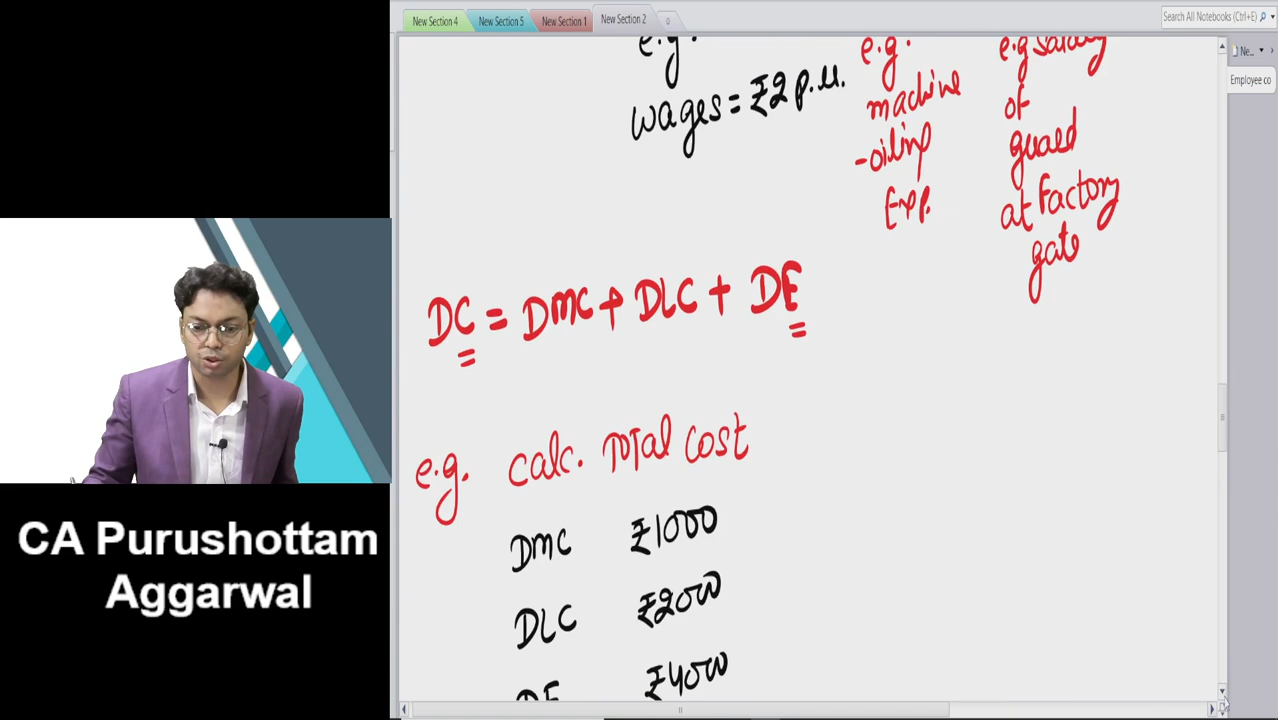 New Section 4 New Section 5 New Section 1 New Section 2
Search All Notebooks (Ctrl+E)
Ne...
Employee co
e.g.
wages = ₹2 p.u.
e.g.
machine
-oiling
Exp.
e.g salary
of
guard
at Factory
gate
DC = DMC + DLC + DE
e.g. calc. Total cost
DMC ₹1000
DLC ₹2000
DE ₹4000
CA Purushottam
Aggarwal